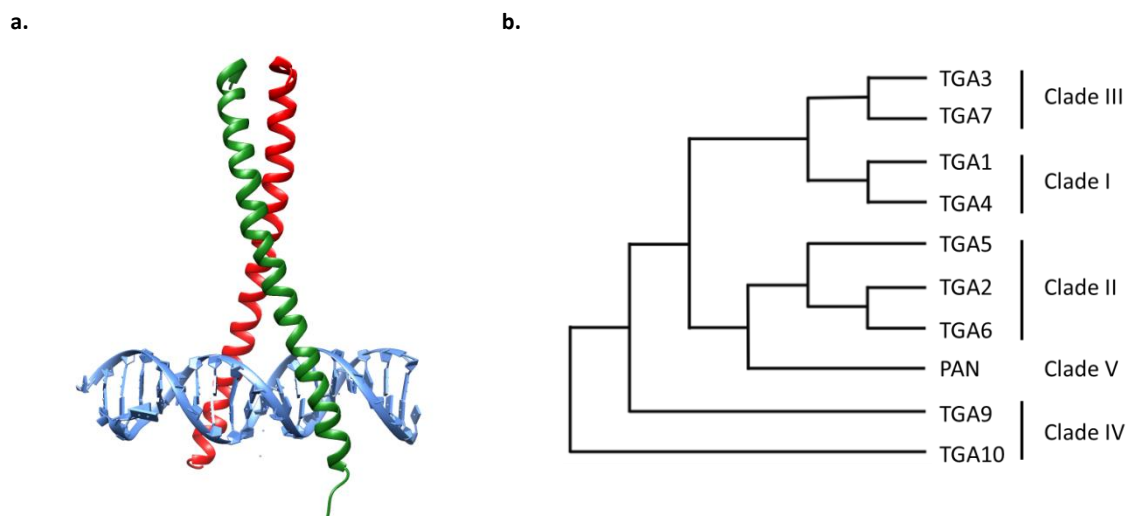 a.
b.
TGA3
TGA7
Clade III
TGA1
TGA4
Clade I
TGA5
TGA2
TGA6
Clade II
PAN
Clade V
TGA9
TGA10
Clade IV